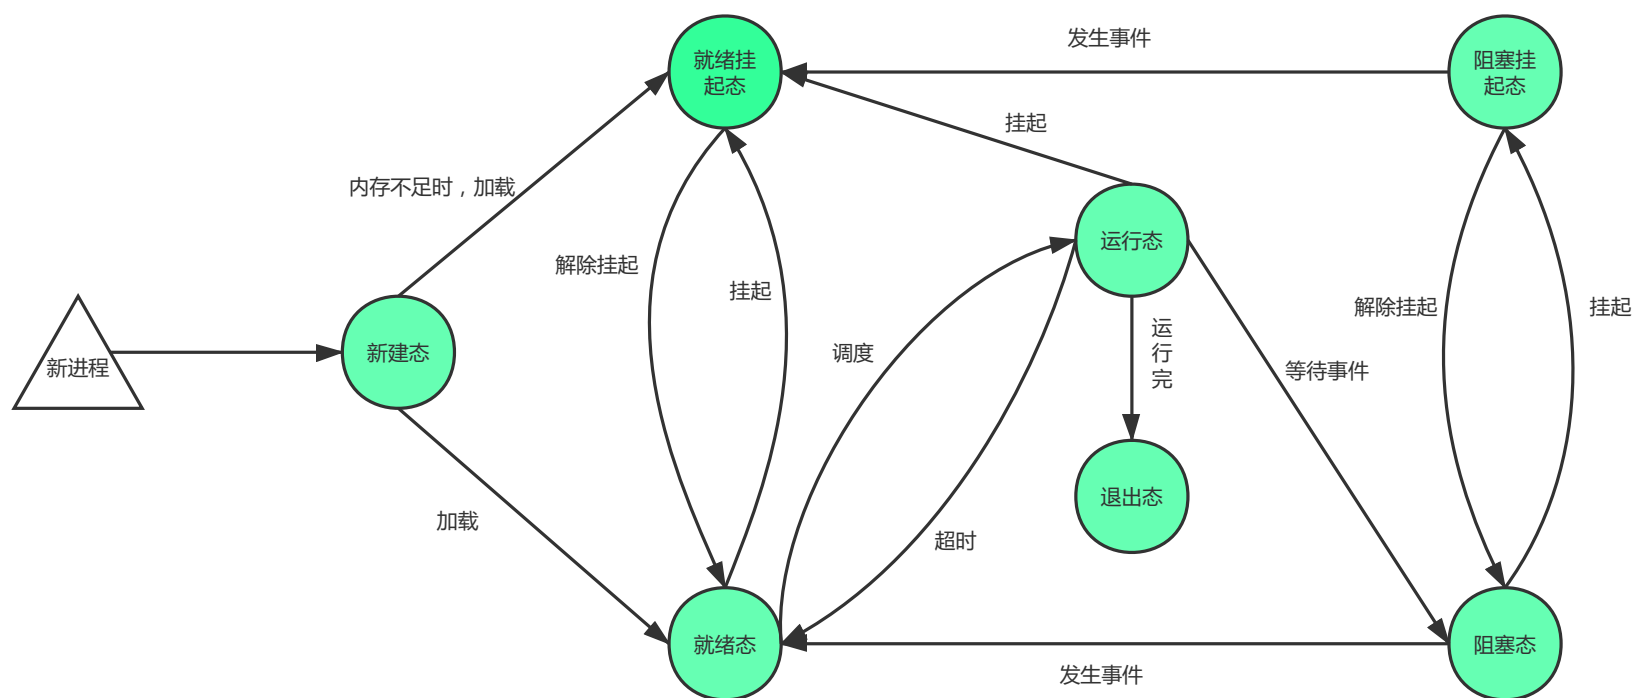 发生事件
就绪挂
起态
阻塞挂
起态
挂起
内存不足时，加载
运行态
解除挂起
挂起
解除挂起
挂起
运
行
完
新进程
新建态
调度
等待事件
退出态
加载
超时
就绪态
阻塞态
发生事件